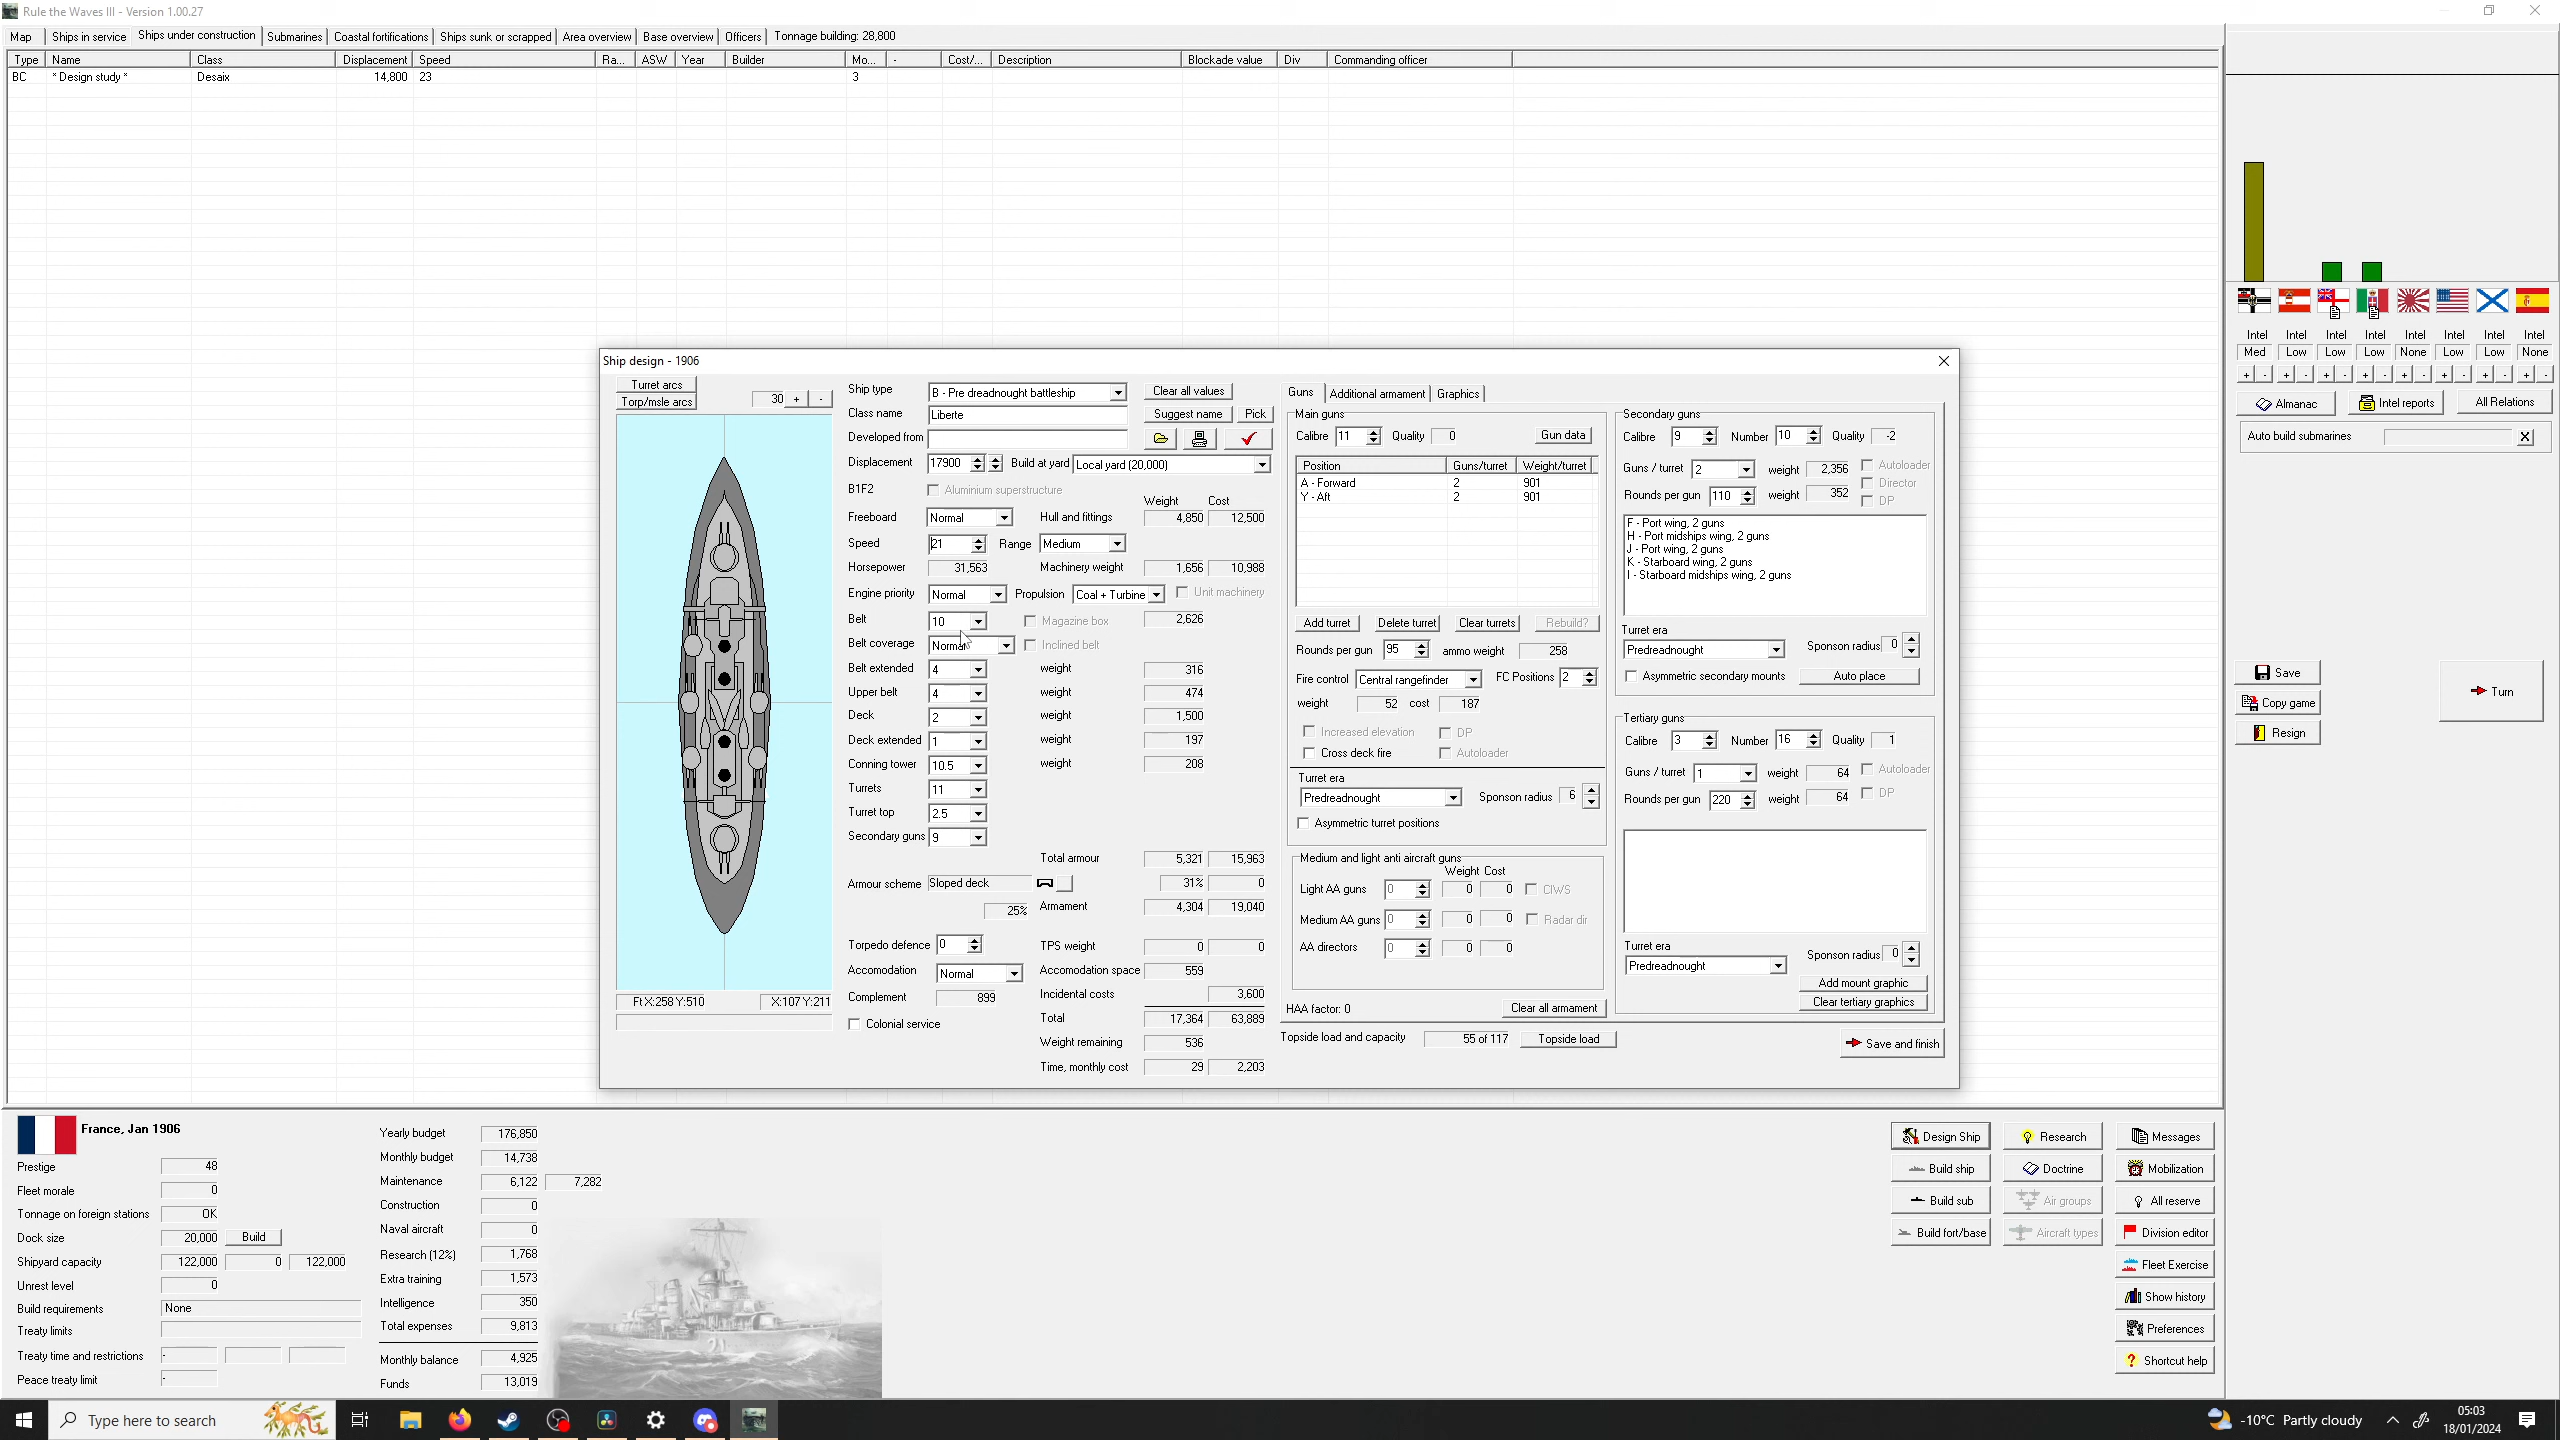 Rule the Waves III - Version 1.00.27
Map Ships in service Ships under construction Submarines Coastal fortifications Ships sunk or scrapped Area overview Base overview Officers Tonnage building: 28,800
Type Name Class Displacement Speed Ra... ASW Year Builder Mo... - Cost/... Description Blockade value Div Commanding officer
BC * Design study * Desaix 14,800 23 3
Ship design - 1906
Turret arcs
Torp/msle arcs
30 + -
Ft X:258 Y:510 X:107 Y:211
Ship type B - Pre dreadnought battleship Clear all values
Class name Liberte Suggest name Pick
Developed from
Displacement 17900 Build at yard Local yard (20,000)
B1F2 Aluminium superstructure
Weight Cost
Freeboard Normal Hull and fittings 4,850 12,500
Speed 21 Range Medium
Horsepower 31,563 Machinery weight 1,656 10,988
Engine priority Normal Propulsion Coal + Turbine Unit machinery
Belt 10 Magazine box 2,626
Belt coverage Normal Inclined belt
Belt extended 4 weight 316
Upper belt 4 weight 474
Deck 2 weight 1,500
Deck extended 1 weight 197
Conning tower 10.5 weight 208
Turrets 11
Turret top 2.5
Secondary guns 9
Total armour 5,321 15,963
Armour scheme Sloped deck 31% 0
25% Armament 4,304 19,040
Torpedo defence 0 TPS weight 0 0
Accomodation Normal Accomodation space 559
Complement 899 Incidental costs 3,600
Colonial service Total 17,364 63,889
Weight remaining 536
Time, monthly cost 29 2,203
Guns Additional armament Graphics
Main guns
Calibre 11 Quality 0 Gun data
Position Guns/turret Weight/turret
A - Forward 2 901
Y - Aft 2 901
Add turret Delete turret Clear turrets Rebuild?
Rounds per gun 95 ammo weight 258
Fire control Central rangefinder FC Positions 2
weight 52 cost 187
Increased elevation DP
Cross deck fire Autoloader
Turret era
Predreadnought Sponson radius 6
Asymmetric turret positions
Medium and light anti aircraft guns
Weight Cost
Light AA guns 0 0 0 CIWS
Medium AA guns 0 0 0 Radar dir
AA directors 0 0 0
HAA factor: 0 Clear all armament
Topside load and capacity 55 of 117 Topside load
Secondary guns
Calibre 9 Number 10 Quality -2
Guns / turret 2 weight 2,356 Autoloader
Director
Rounds per gun 110 weight 352 DP
F - Port wing, 2 guns
H - Port midships wing, 2 guns
J - Port wing, 2 guns
K - Starboard wing, 2 guns
I - Starboard midships wing, 2 guns
Turret era
Predreadnought Sponson radius 0
Asymmetric secondary mounts Auto place
Tertiary guns
Calibre 3 Number 16 Quality 1
Guns / turret 1 weight 64 Autoloader
Rounds per gun 220 weight 64 DP
Turret era
Predreadnought Sponson radius 0
Add mount graphic
Clear tertiary graphics
Save and finish
Intel Intel Intel Intel Intel Intel Intel Intel
Med Low Low Low None Low Low None
+ - + - + - + - + - + - + - + -
Almanac Intel reports All Relations
Auto build submarines X
Save
Copy game
Resign
Turn
France, Jan 1906
Prestige 48
Fleet morale 0
Tonnage on foreign stations OK
Dock size 20,000 Build
Shipyard capacity 122,000 0 122,000
Unrest level 0
Build requirements None
Treaty limits
Treaty time and restrictions -
Peace treaty limit -
Yearly budget 176,850
Monthly budget 14,738
Maintenance 6,122 7,282
Construction 0
Naval aircraft 0
Research (12%) 1,768
Extra training 1,573
Intelligence 350
Total expenses 9,813
Monthly balance 4,925
Funds 13,019
Design Ship Research Messages
Build ship Doctrine Mobilization
Build sub Air groups All reserve
Build fort/base Aircraft types Division editor
Fleet Exercise
Show history
Preferences
Shortcut help
Type here to search
-10°C Partly cloudy
05:03
18/01/2024